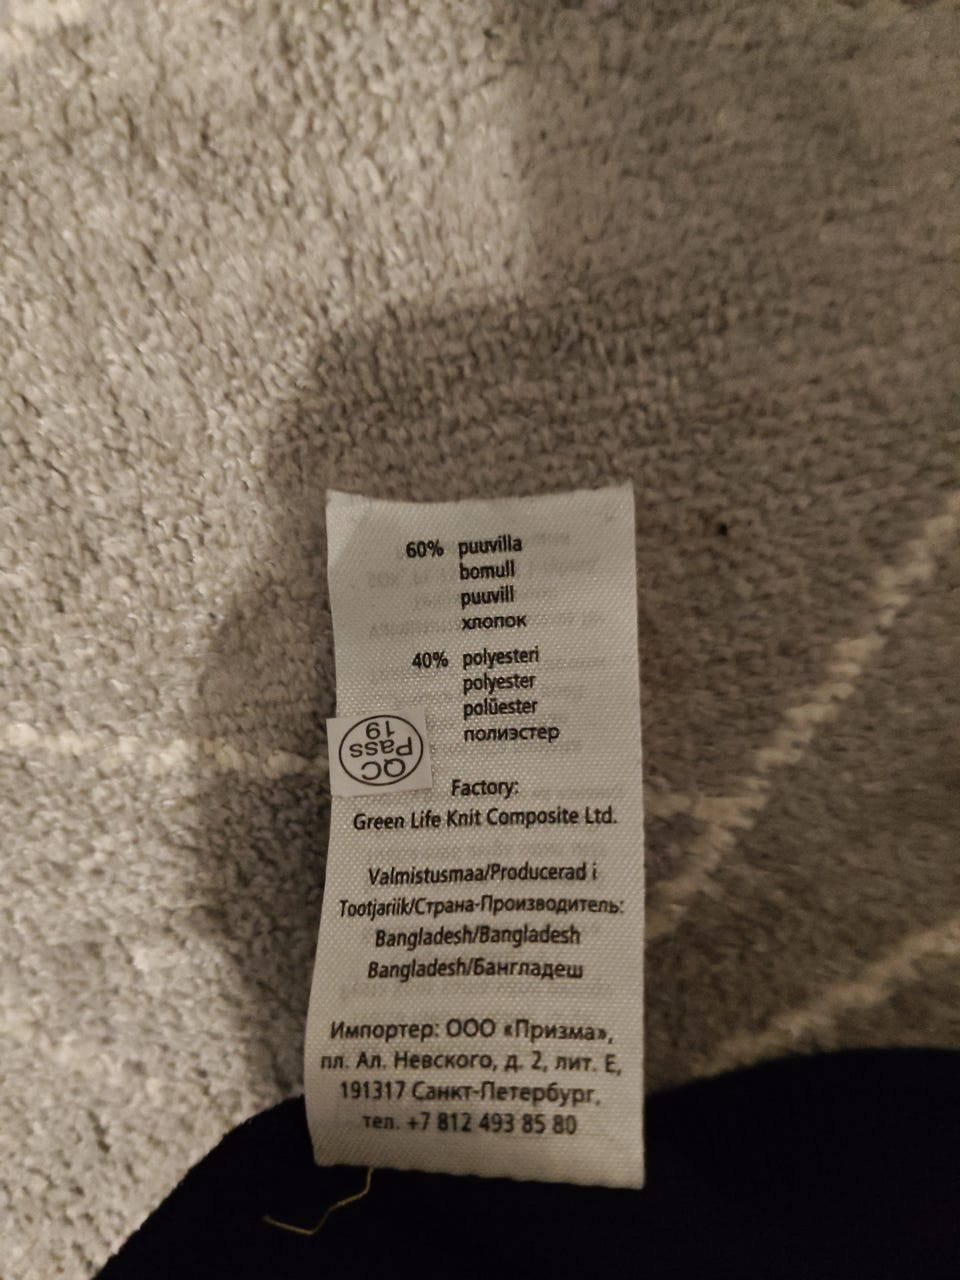 60% puuvilla
bomull
puuvill
хлопок
40% polyesteri
polyester
polüester
полиэстер
QC
Pass
19
Factory:
Green Life Knit Composite Ltd.
Valmistusmaa/Producerad i
Tootjariik/Страна-Производитель:
Bangladesh/Bangladesh
Bangladesh/Бангладеш
Импортер: ООО «Призма»,
пл. Ал. Невского, д. 2, лит. Е,
191317 Санкт-Петербург,
тел. +7 812 493 85 80